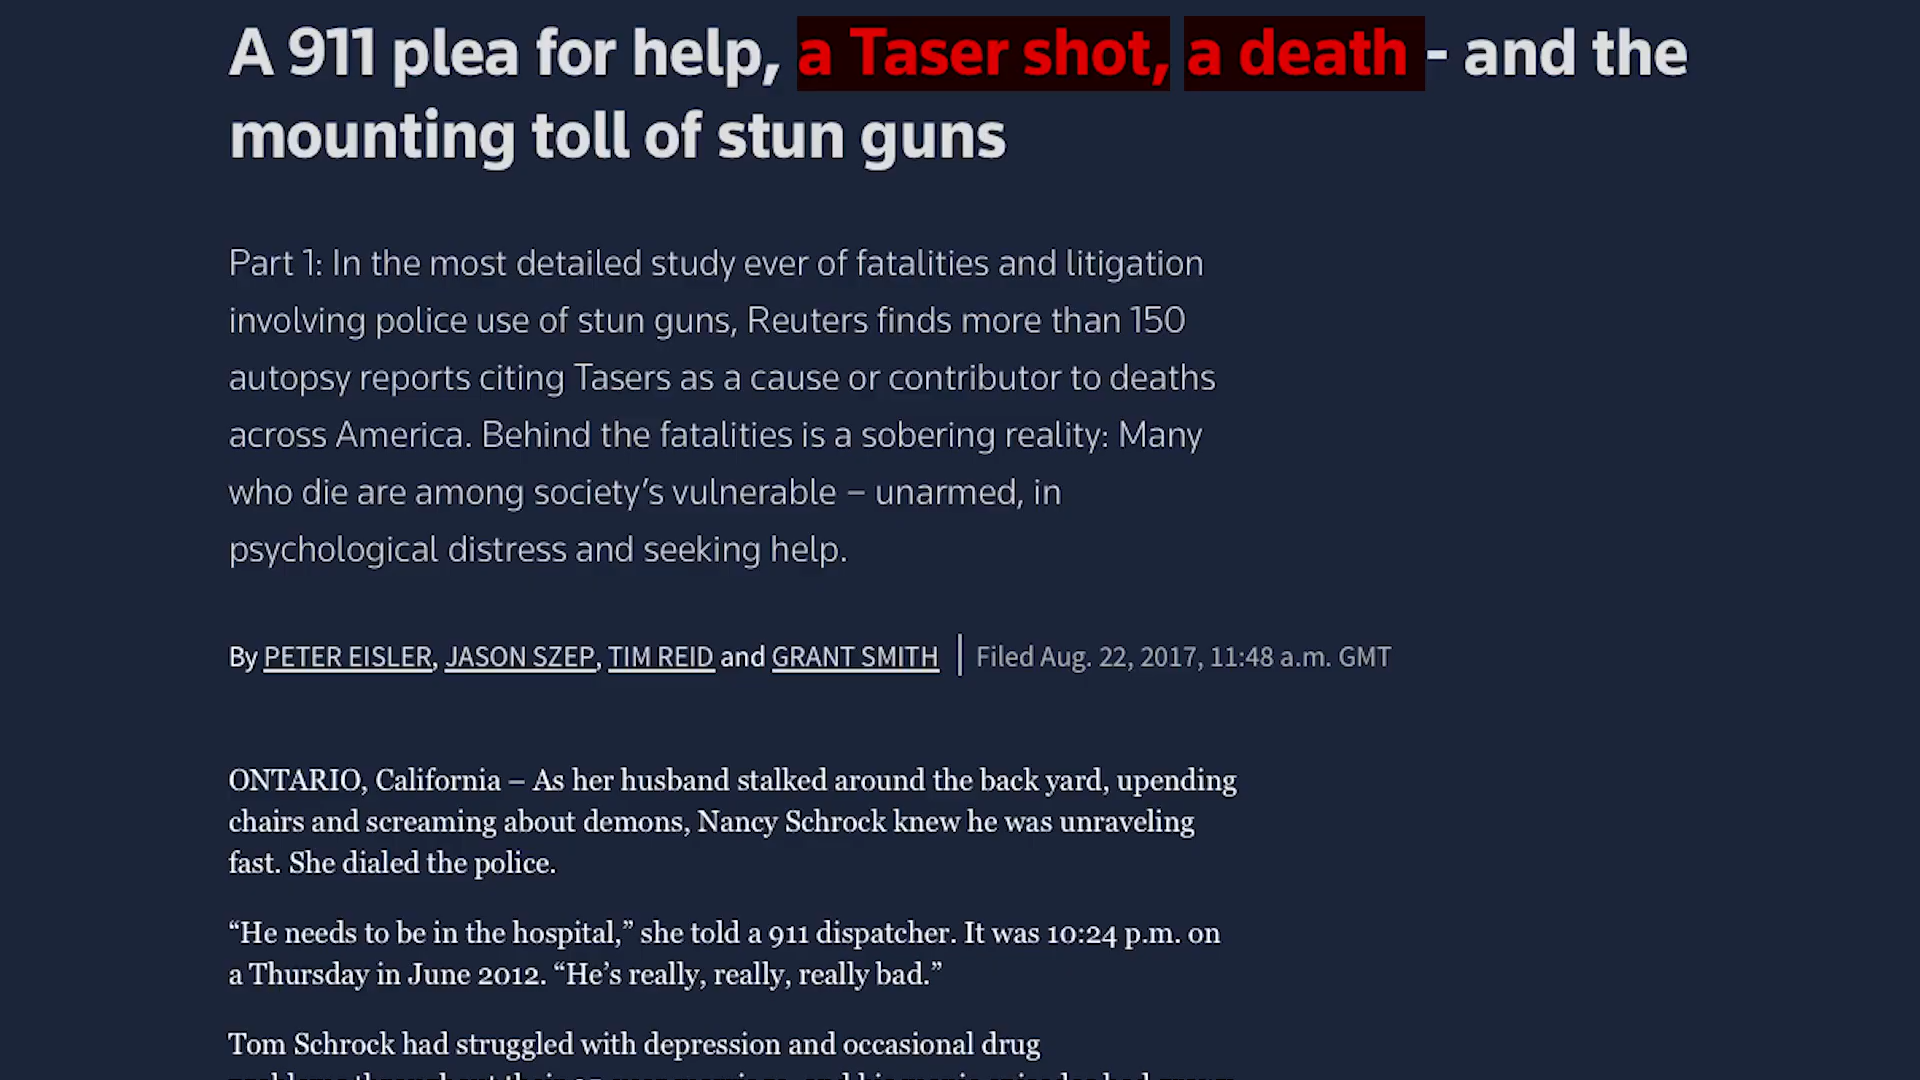 A 911 plea for help, a Taser shot, a death - and the
mounting toll of stun guns
Part 1: In the most detailed study ever of fatalities and litigation
involving police use of stun guns, Reuters finds more than 150
autopsy reports citing Tasers as a cause or contributor to deaths
across America. Behind the fatalities is a sobering reality: Many
who die are among society’s vulnerable – unarmed, in
psychological distress and seeking help.
By PETER EISLER, JASON SZEP, TIM REID and GRANT SMITH | Filed Aug. 22, 2017, 11:48 a.m. GMT
ONTARIO, California – As her husband stalked around the back yard, upending
chairs and screaming about demons, Nancy Schrock knew he was unraveling
fast. She dialed the police.
“He needs to be in the hospital,” she told a 911 dispatcher. It was 10:24 p.m. on
a Thursday in June 2012. “He’s really, really, really bad.”
Tom Schrock had struggled with depression and occasional drug